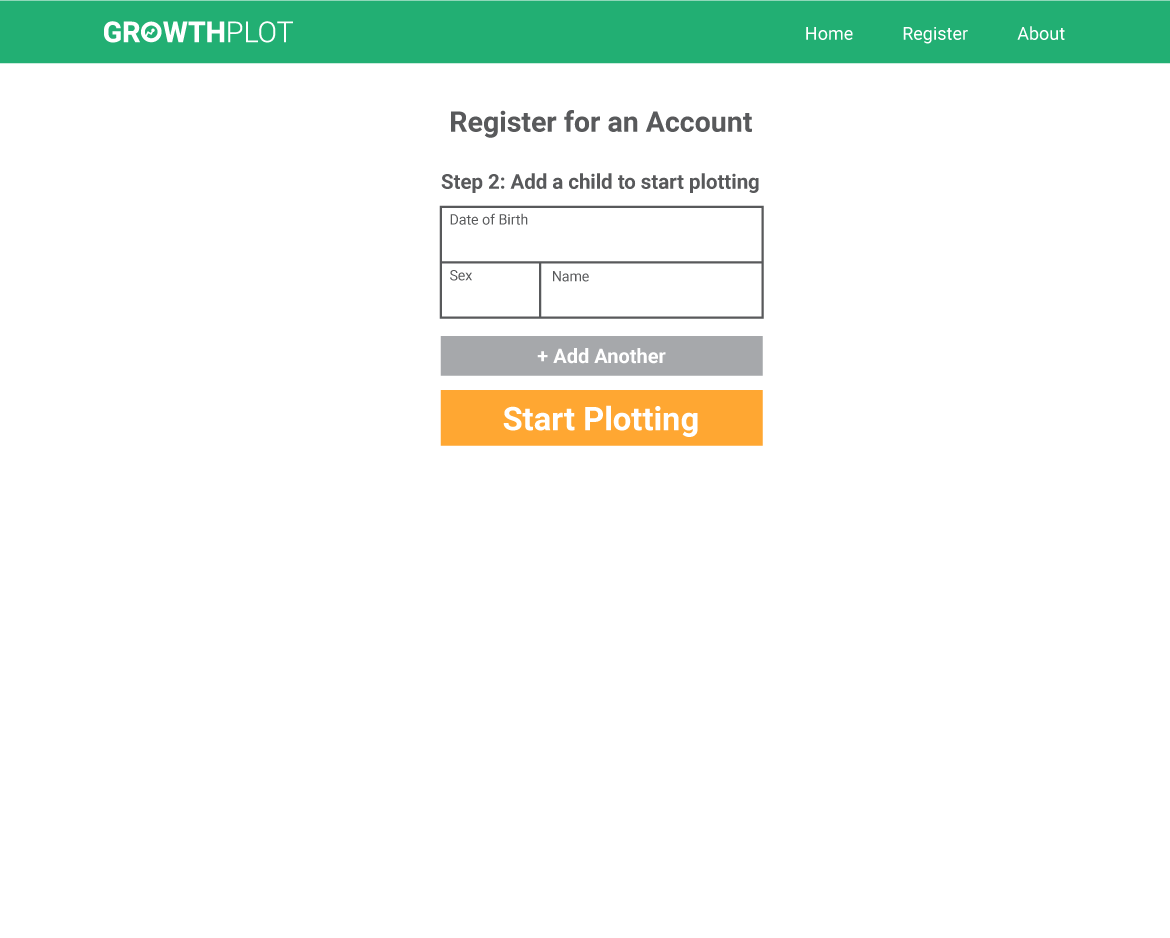 GROWTHPLOT Home Register About
Register for an Account
Step 2: Add a child to start plotting
Date of Birth
Sex Name
+ Add Another
Start Plotting